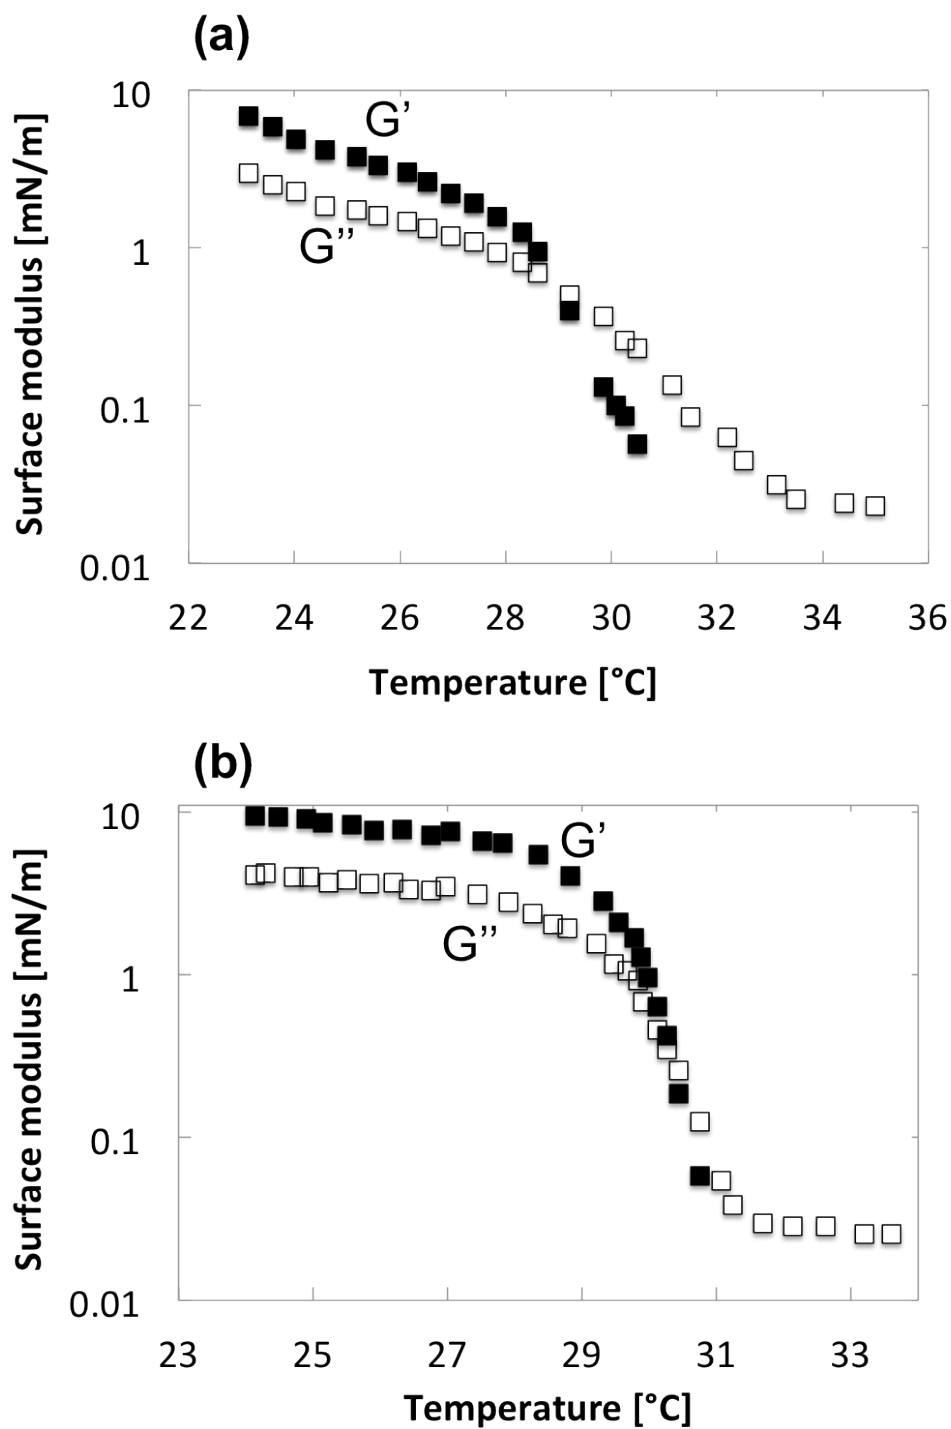 (a)
10
1
0.1
0.01
Surface modulus [mN/m]
G’
G’’
22 24 26 28 30 32 34 36
Temperature [°C]
(b)
10
1
0.1
0.01
Surface modulus [mN/m]
G’
G’’
23 25 27 29 31 33
Temperature [°C]